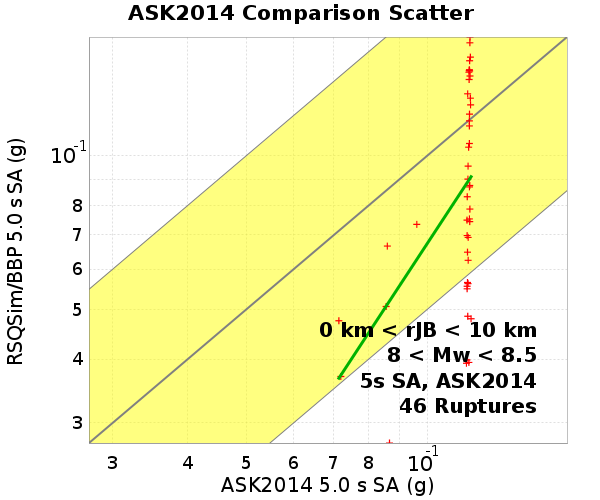 ASK2014 Comparison Scatter
RSQSim/BBP 5.0 s SA (g)
10-1
8
7
6
5
4
3
0 km < rJB < 10 km
8 < Mw < 8.5
5s SA, ASK2014
46 Ruptures
3 4 5 6 7 8 10-1
ASK2014 5.0 s SA (g)